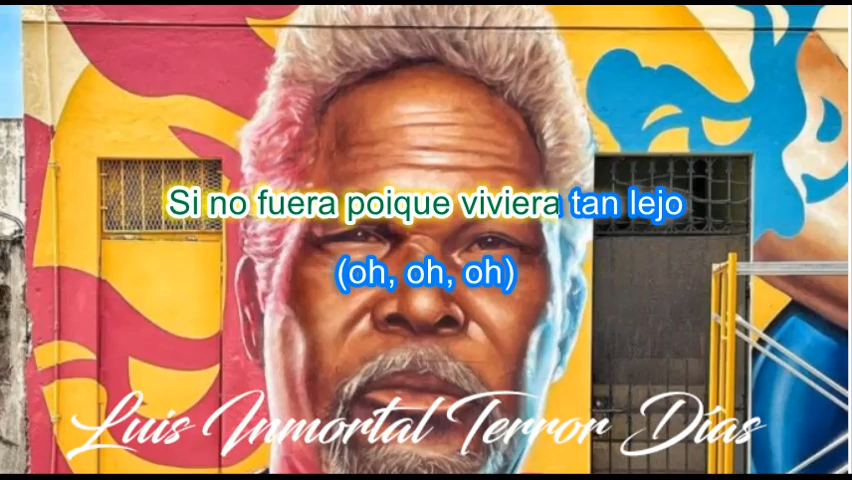 Si no fuera poique viviera tan lejo
(oh, oh, oh)
Luis Inmortal Terror Días